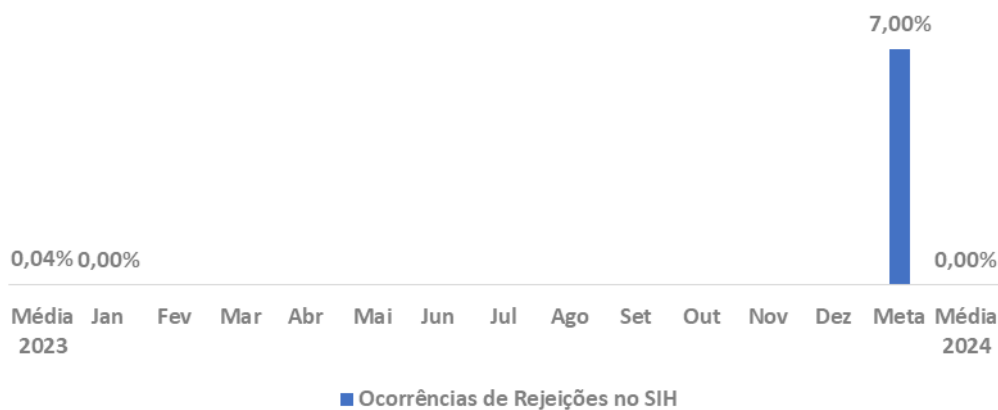 7,00%
0,04% 0,00% 0,00%
Média Jan Fev Mar Abr Mai Jun Jul Ago Set Out Nov Dez Meta Média
2023 2024
Ocorrências de Rejeições no SIH